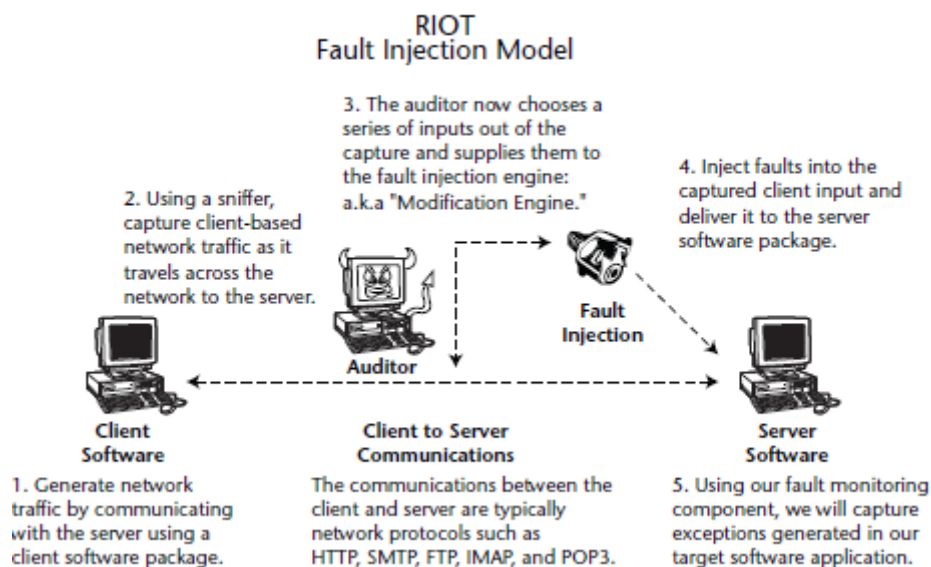 RIOT
Fault Injection Model
3. The auditor now chooses a
series of inputs out of the
capture and supplies them to
the fault injection engine:
a.k.a "Modification Engine."
2. Using a sniffer,
capture client-based
network traffic as it
travels across the
network to the server.
4. Inject faults into the
captured client input and
deliver it to the server
software package.
Fault
Injection
Auditor
Client
Software
1. Generate network
traffic by communicating
with the server using a
client software package.
Client to Server
Communications
The communications between the
client and server are typically
network protocols such as
HTTP, SMTP, FTP, IMAP, and POP3.
Server
Software
5. Using our fault monitoring
component, we will capture
exceptions generated in our
target software application.